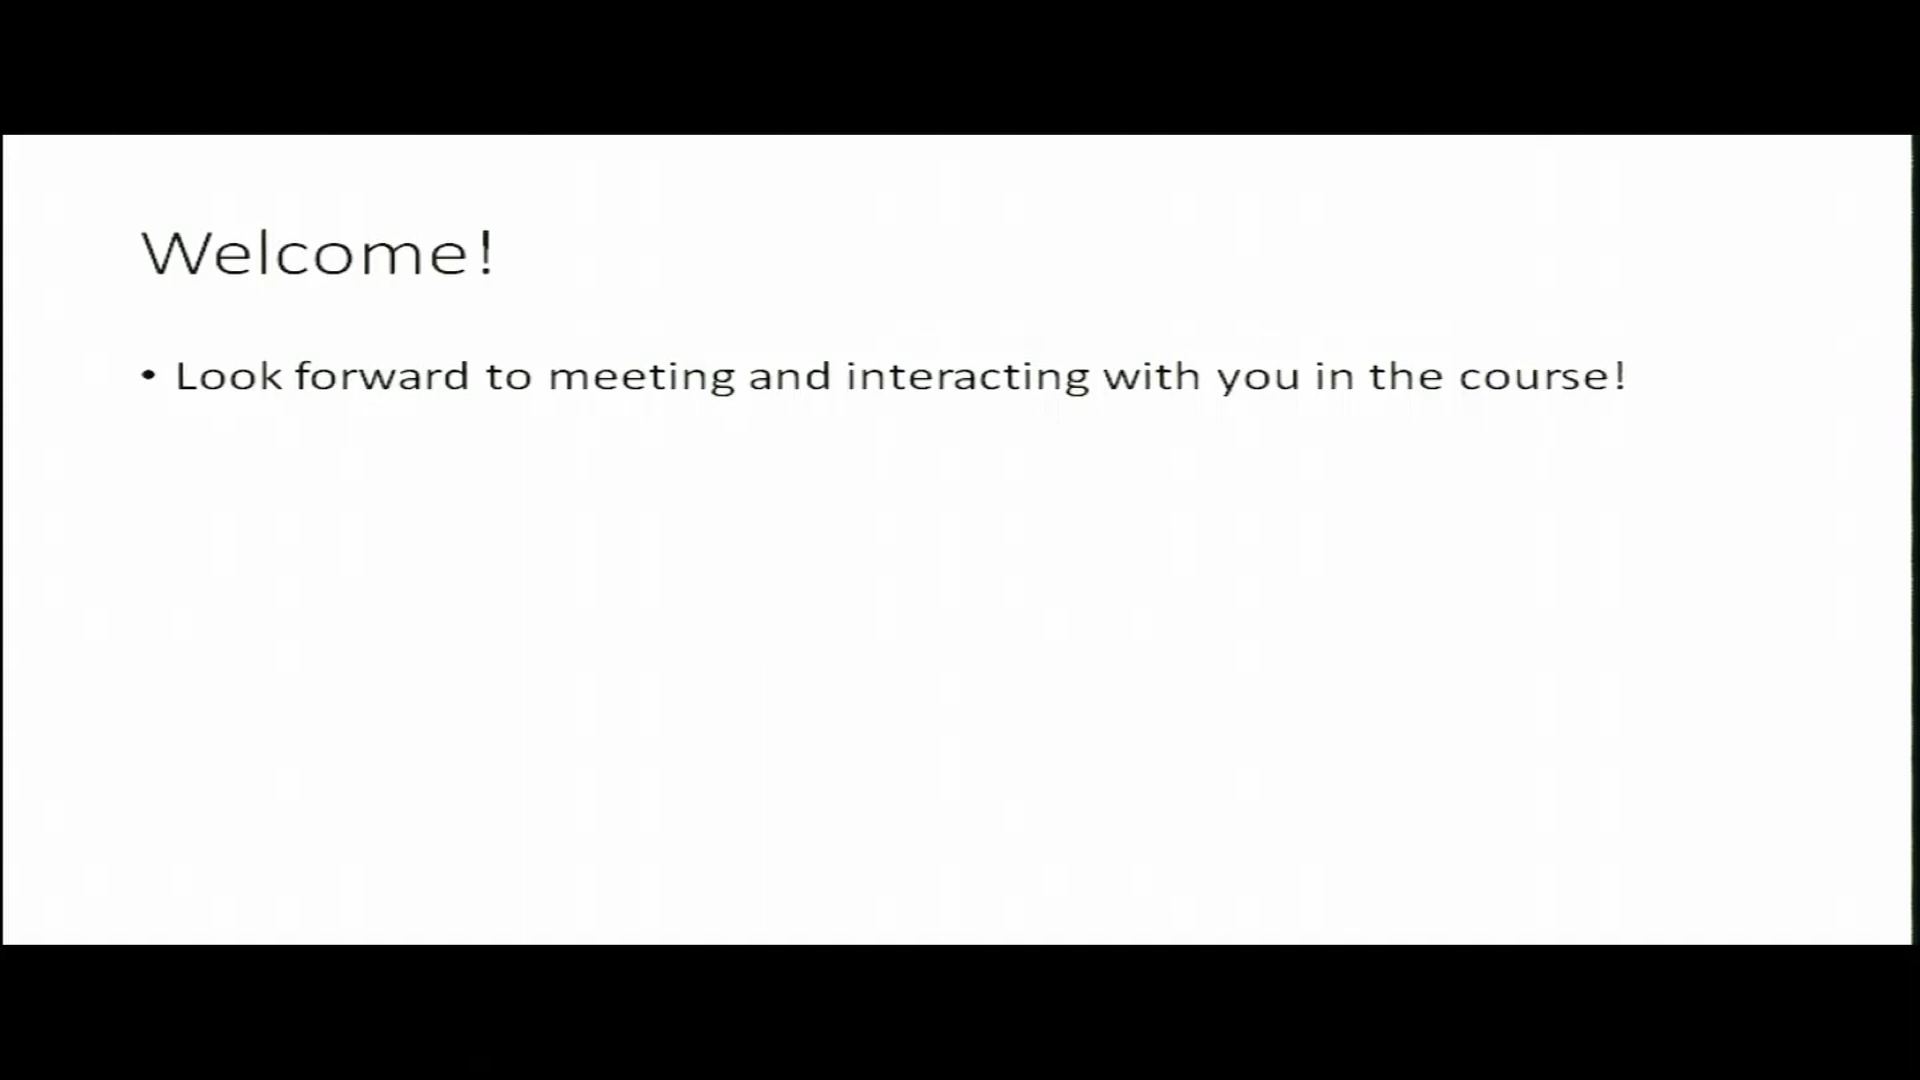 Welcome!
• Look forward to meeting and interacting with you in the course!